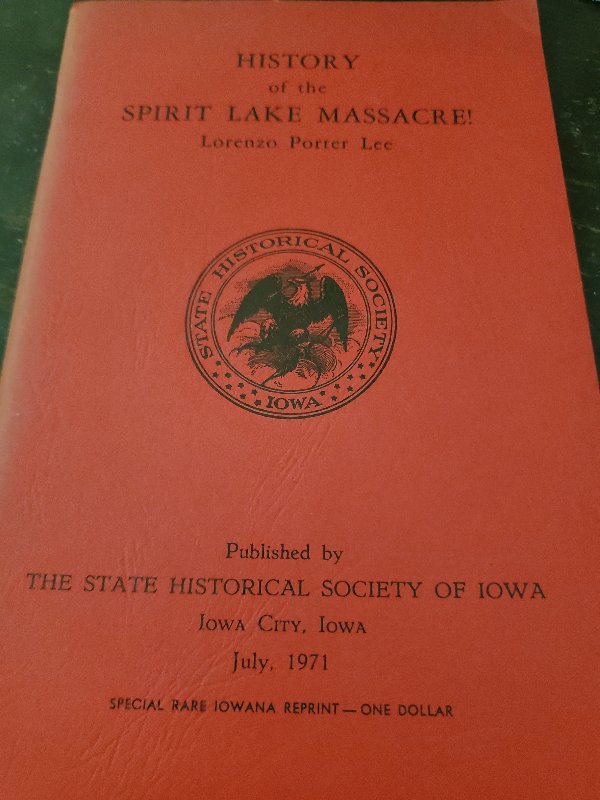 HISTORY
of the
SPIRIT LAKE MASSACRE!
Lorenzo Porter Lee
STATE HISTORICAL SOCIETY
IOWA
Published by
THE STATE HISTORICAL SOCIETY OF IOWA
IOWA CITY, IOWA
July, 1971
SPECIAL RARE IOWANA REPRINT — ONE DOLLAR